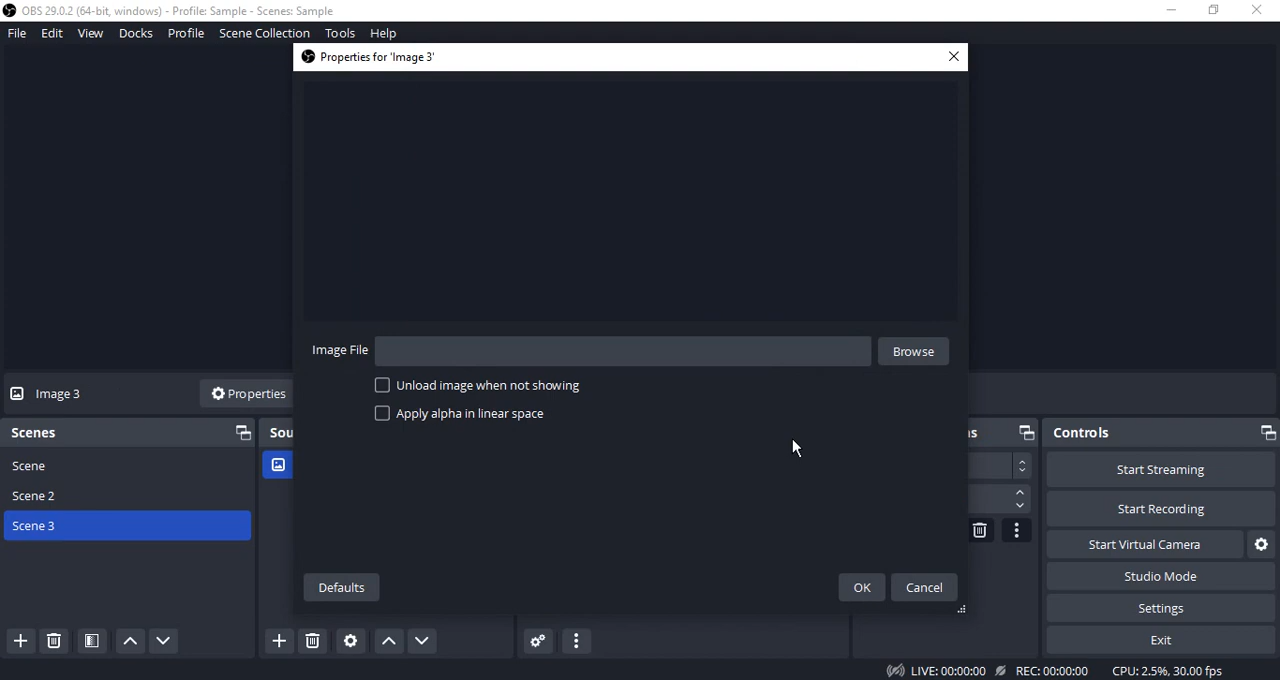 OBS 29.0.2 (64-bit, windows) - Profile: Sample - Scenes: Sample
File Edit View Docks Profile Scene Collection Tools Help
Properties for 'Image 3'
Image File Browse
Unload image when not showing
Image 3 Properties
Apply alpha in linear space
Scenes Sou ns Controls
Scene Start Streaming
Scene 2 Start Recording
Scene 3
Start Virtual Camera
Studio Mode
Defaults OK Cancel
Settings
Exit
LIVE: 00:00:00 REC: 00:00:00 CPU: 2.5%, 30.00 fps